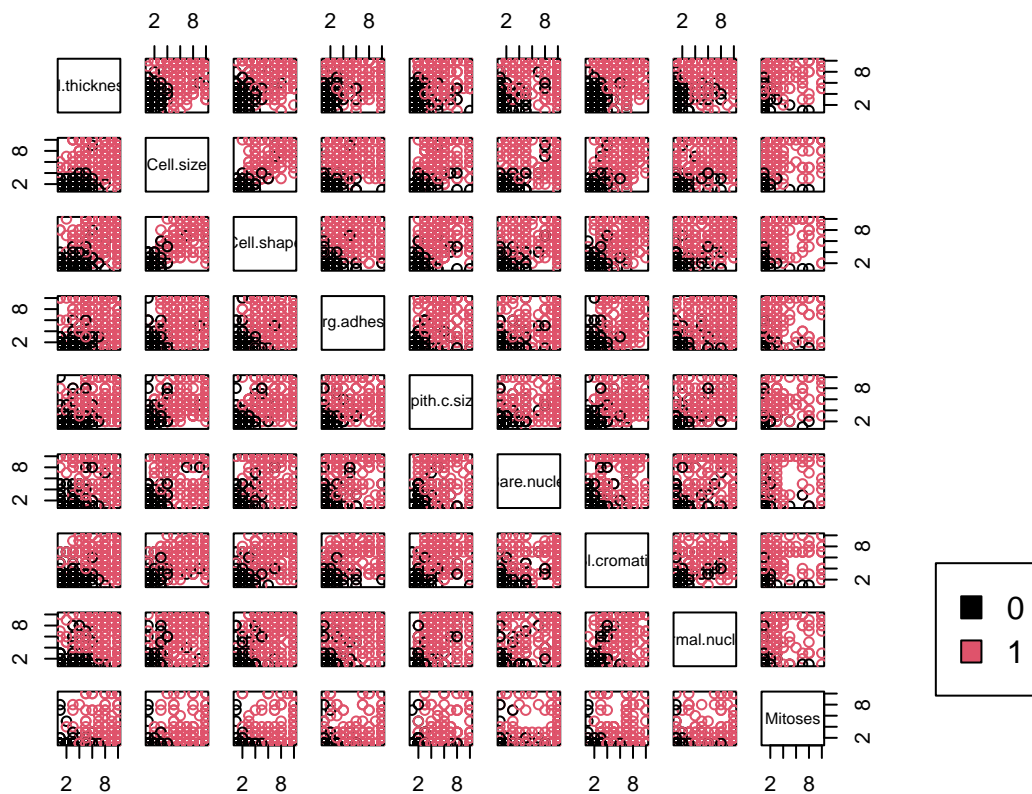 2 8 2 8 2 8 2 8
l.thicknes 8 2
8 2 Cell.size
Cell.shape 8 2
8 2 rg.adhes
pith.c.siz 8 2
8 2 are.nucle
l.cromati 8 2
0
1
8 2 rmal.nucl
Mitoses 8 2
2 8 2 8 2 8 2 8 2 8